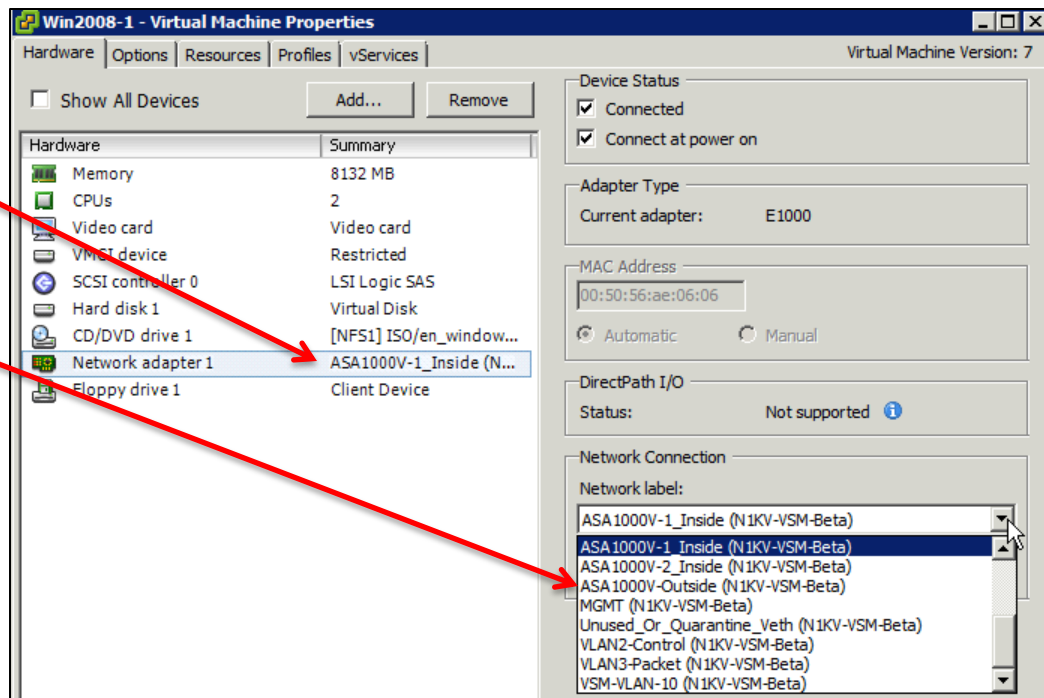 Win2008-1 - Virtual Machine Properties
Hardware Options Resources Profiles vServices Virtual Machine Version: 7
Show All Devices Add... Remove
Hardware Summary
Memory 8132 MB
CPUs 2
Video card Video card
VMCI device Restricted
SCSI controller 0 LSI Logic SAS
Hard disk 1 Virtual Disk
CD/DVD drive 1 [NFS1] ISO/en_window...
Network adapter 1 ASA1000V-1_Inside (N...
Floppy drive 1 Client Device
Device Status
Connected
Connect at power on
Adapter Type
Current adapter: E1000
MAC Address
00:50:56:ae:06:06
Automatic Manual
DirectPath I/O
Status: Not supported
Network Connection
Network label:
ASA1000V-1_Inside (N1KV-VSM-Beta)
ASA1000V-1_Inside (N1KV-VSM-Beta)
ASA1000V-2_Inside (N1KV-VSM-Beta)
ASA1000V-Outside (N1KV-VSM-Beta)
MGMT (N1KV-VSM-Beta)
Unused_Or_Quarantine_Veth (N1KV-VSM-Beta)
VLAN2-Control (N1KV-VSM-Beta)
VLAN3-Packet (N1KV-VSM-Beta)
VSM-VLAN-10 (N1KV-VSM-Beta)